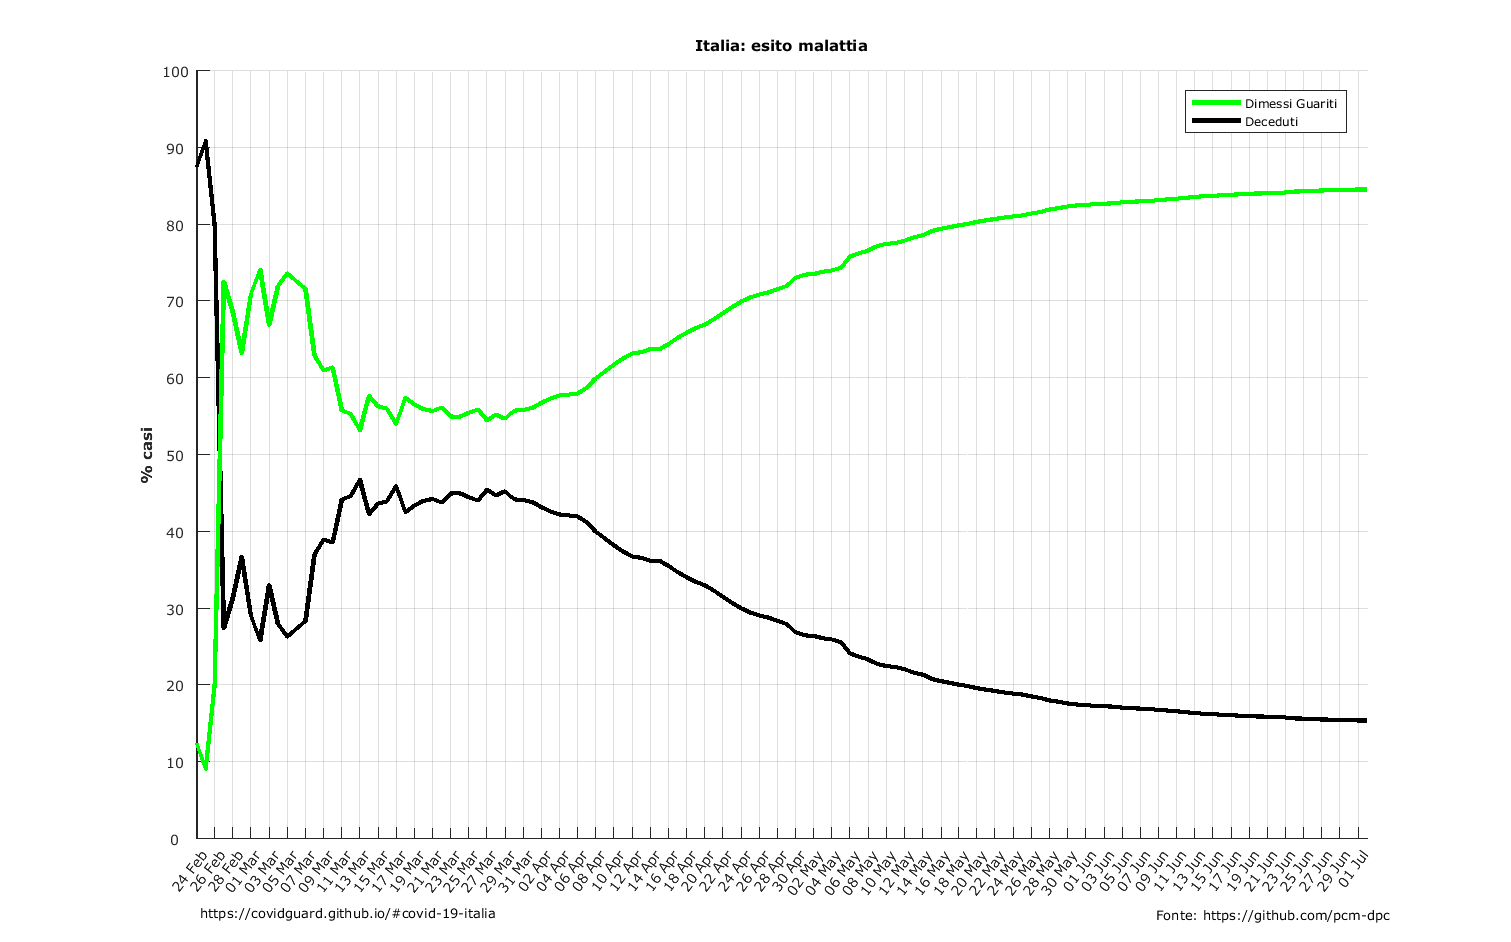 Italia: esito malattia
100
90
80
70
60
50
40
30
20
10
0
% casi
Dimessi Guariti
Deceduti
24 Feb
26 Feb
28 Feb
01 Mar
03 Mar
05 Mar
07 Mar
09 Mar
11 Mar
13 Mar
15 Mar
17 Mar
19 Mar
21 Mar
23 Mar
25 Mar
27 Mar
29 Mar
31 Mar
02 Apr
04 Apr
06 Apr
08 Apr
10 Apr
12 Apr
14 Apr
16 Apr
18 Apr
20 Apr
22 Apr
24 Apr
26 Apr
28 Apr
30 Apr
02 May
04 May
06 May
08 May
10 May
12 May
14 May
16 May
18 May
20 May
22 May
24 May
26 May
28 May
30 May
01 Jun
03 Jun
05 Jun
07 Jun
09 Jun
11 Jun
13 Jun
15 Jun
17 Jun
19 Jun
21 Jun
23 Jun
25 Jun
27 Jun
29 Jun
01 Jul
https://covidguard.github.io/#covid-19-italia
Fonte: https://github.com/pcm-dpc